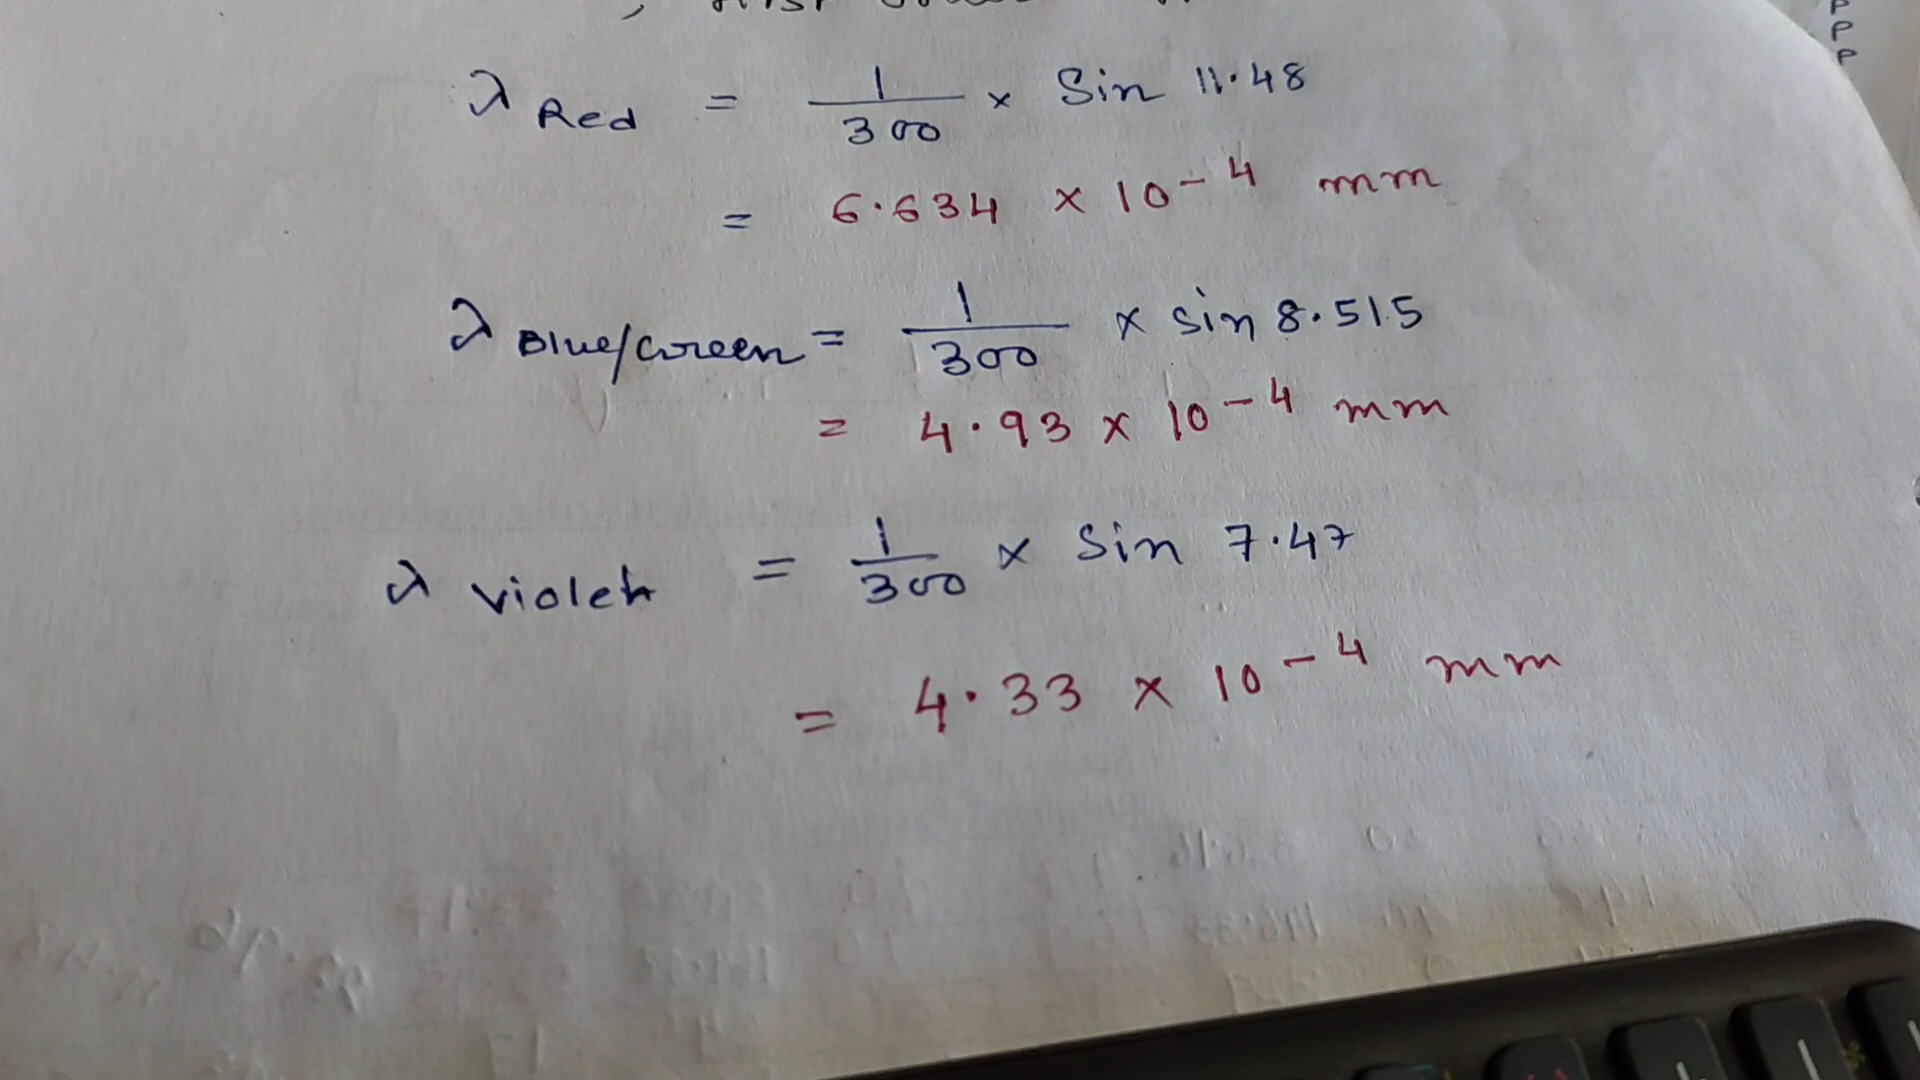 λ Red = 1/300 × Sin 11.48
= 6.634 × 10-4 mm
λ Blue/Green = 1/300 × sin 8.515
= 4.93 × 10-4 mm
λ violet = 1/300 × Sin 7.47
= 4.33 × 10-4 mm